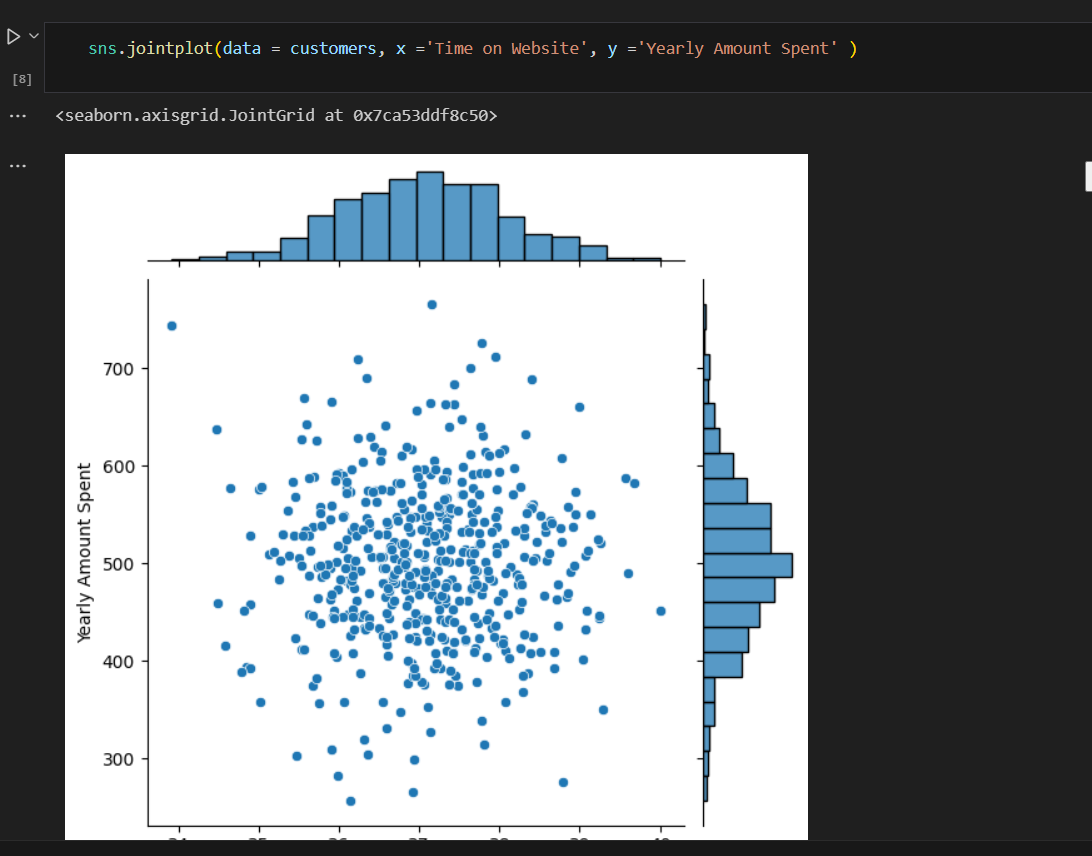 sns.jointplot(data = customers, x ='Time on Website', y ='Yearly Amount Spent' )
[8]
<seaborn.axisgrid.JointGrid at 0x7ca53ddf8c50>
700
600
500
400
300
Yearly Amount Spent